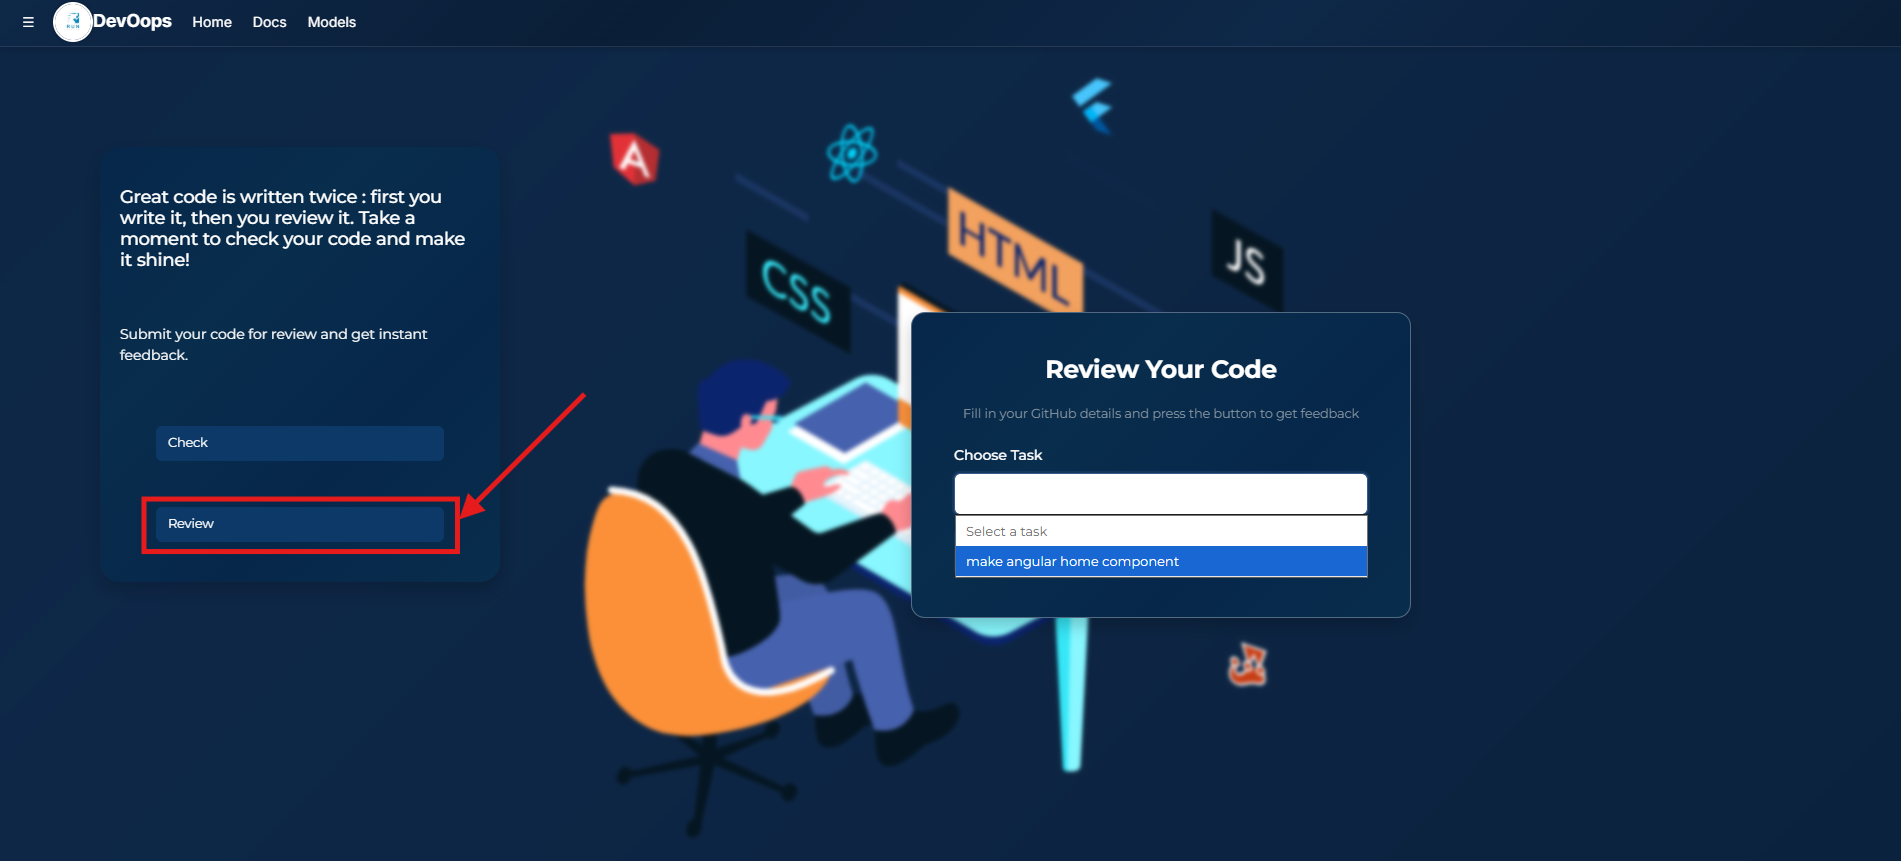 ☰ DevOops Home Docs Models
Great code is written twice : first you
write it, then you review it. Take a
moment to check your code and make
it shine!
Submit your code for review and get instant
feedback.
Check
Review
CSS
HTML
JS
Review Your Code
Fill in your GitHub details and press the button to get feedback
Choose Task
Select a task
make angular home component